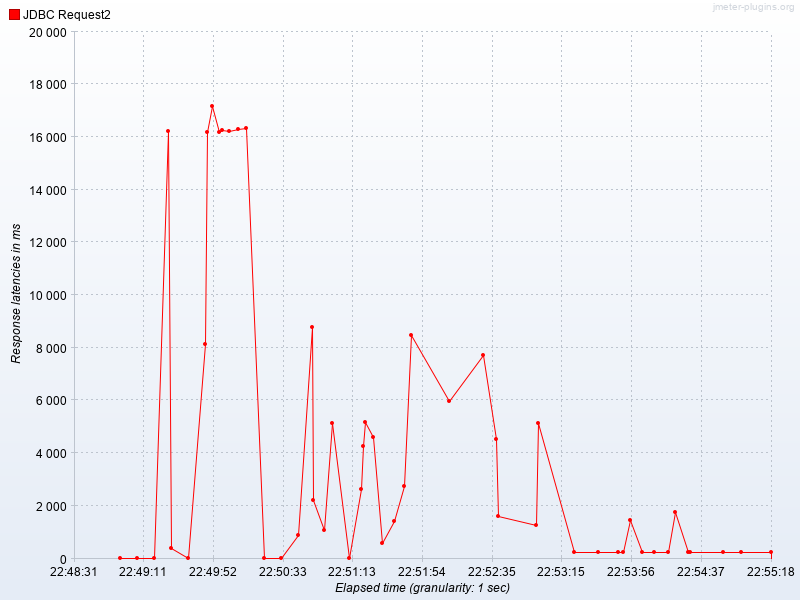 jmeter-plugins.org
JDBC Request2
20 000
18 000
16 000
14 000
12 000
10 000
8 000
6 000
4 000
2 000
0
Response latencies in ms
22:48:31 22:49:11 22:49:52 22:50:33 22:51:13 22:51:54 22:52:35 22:53:15 22:53:56 22:54:37 22:55:18
Elapsed time (granularity: 1 sec)